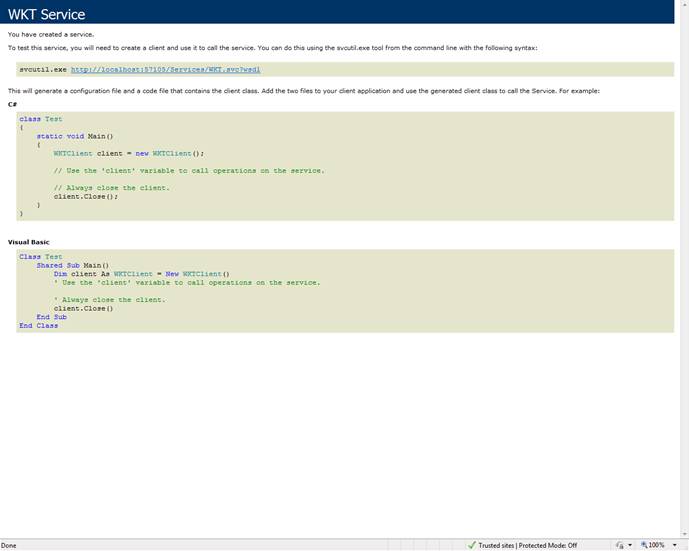 WKT Service
You have created a service.
To test this service, you will need to create a client and use it to call the service. You can do this using the svcutil.exe tool from the command line with the following syntax:
svcutil.exe http://localhost:57105/Services/WKT.svc?wsdl
This will generate a configuration file and a code file that contains the client class. Add the two files to your client application and use the generated client class to call the Service. For example:
C#
class Test
{
static void Main()
{
WKTClient client = new WKTClient();
// Use the 'client' variable to call operations on the service.
// Always close the client.
client.Close();
}
}
Visual Basic
Class Test
Shared Sub Main()
Dim client As WKTClient = New WKTClient()
' Use the 'client' variable to call operations on the service.
' Always close the client.
client.Close()
End Sub
End Class
Done
Trusted sites | Protected Mode: Off
100%